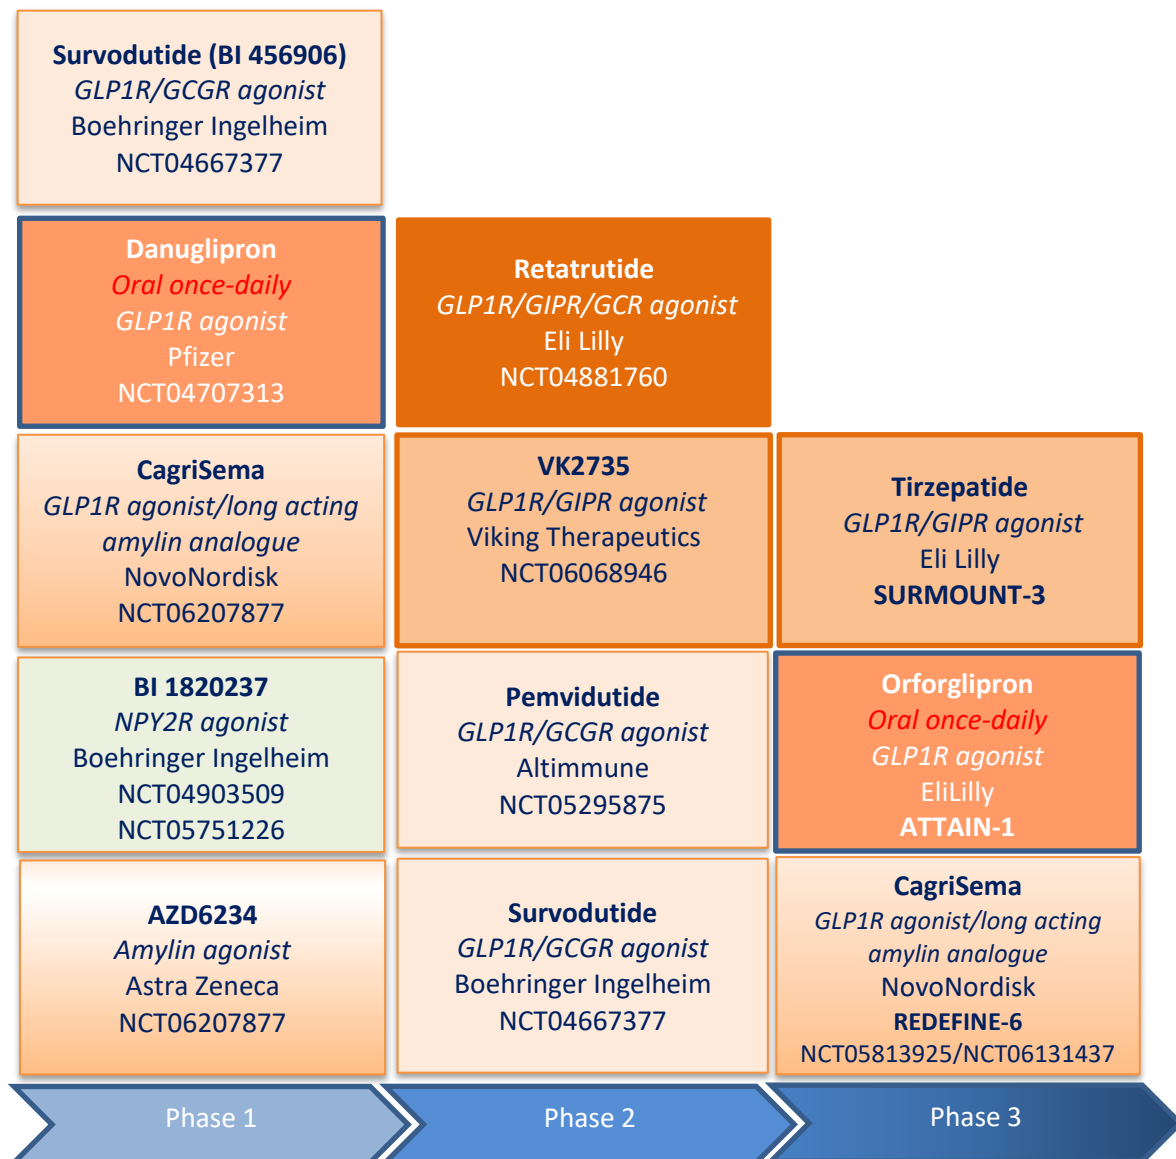 Survodutide (BI 456906)
GLP1R/GCGR agonist
Boehringer Ingelheim
NCT04667377
Danuglipron
Oral once-daily
GLP1R agonist
Pfizer
NCT04707313
CagriSema
GLP1R agonist/long acting
amylin analogue
NovoNordisk
NCT06207877
BI 1820237
NPY2R agonist
Boehringer Ingelheim
NCT04903509
NCT05751226
AZD6234
Amylin agonist
Astra Zeneca
NCT06207877
Retatrutide
GLP1R/GIPR/GCR agonist
Eli Lilly
NCT04881760
VK2735
GLP1R/GIPR agonist
Viking Therapeutics
NCT06068946
Pemvidutide
GLP1R/GCGR agonist
Altimmune
NCT05295875
Survodutide
GLP1R/GCGR agonist
Boehringer Ingelheim
NCT04667377
Tirzepatide
GLP1R/GIPR agonist
Eli Lilly
SURMOUNT-3
Orforglipron
Oral once-daily
GLP1R agonist
EliLilly
ATTAIN-1
CagriSema
GLP1R agonist/long acting
amylin analogue
NovoNordisk
REDEFINE-6
NCT05813925/NCT06131437
Phase 1
Phase 2
Phase 3